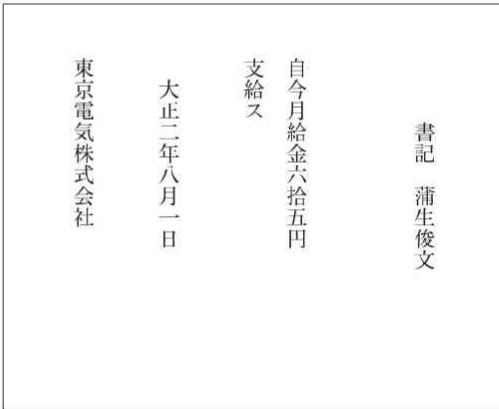 書記　蒲生俊文
自今月給金六拾五円
支給ス
大正二年八月一日
東京電気株式会社